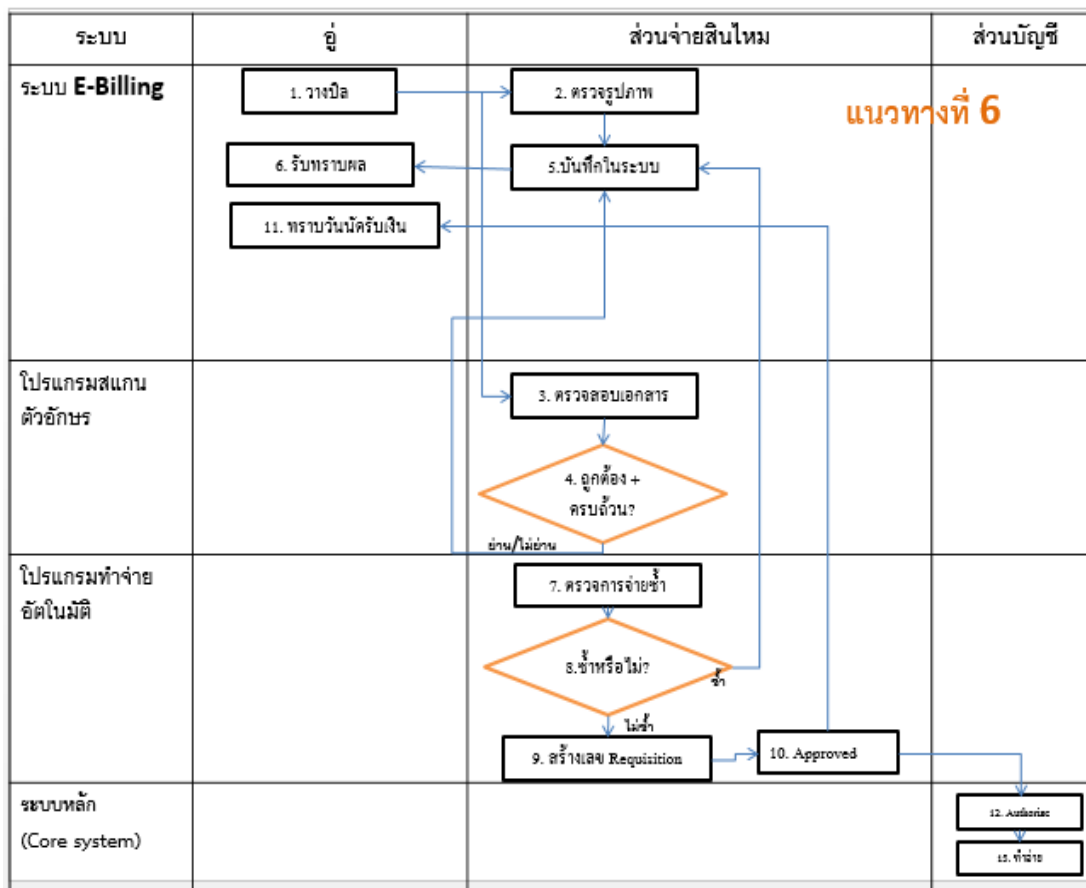 ระบบ
อู่
ส่วนจ่ายสินไหม
ส่วนบัญชี
ระบบ E-Billing
1. วางบิล
2. ตรวจรูปภาพ
แนวทางที่ 6
6. รับทราบผล
5.บันทึกในระบบ
11. ทราบวันนัดรับเงิน
โปรแกรมสแกน
ตัวอักษร
3. ตรวจสอบเอกสาร
4. ถูกต้อง +
ครบถ้วน?
ผ่าน/ไม่ผ่าน
โปรแกรมทำจ่าย
อัตโนมัติ
7. ตรวจการจ่ายซ้ำ
8.ซ้ำหรือไม่?
ซ้ำ
ไม่ซ้ำ
9. สร้างเลข Requisition
10. Approved
ระบบหลัก
(Core system)
12. Authorize
13. ทำจ่าย